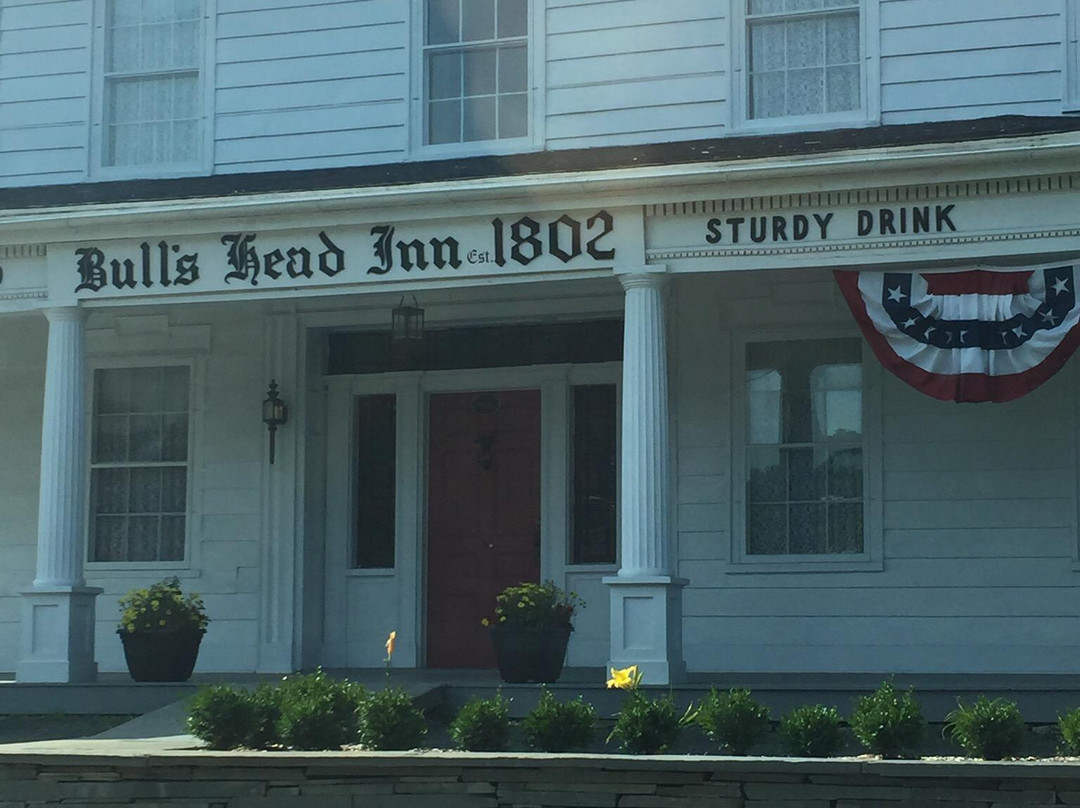 Bull's Head Inn Est. 1802
STURDY DRINK